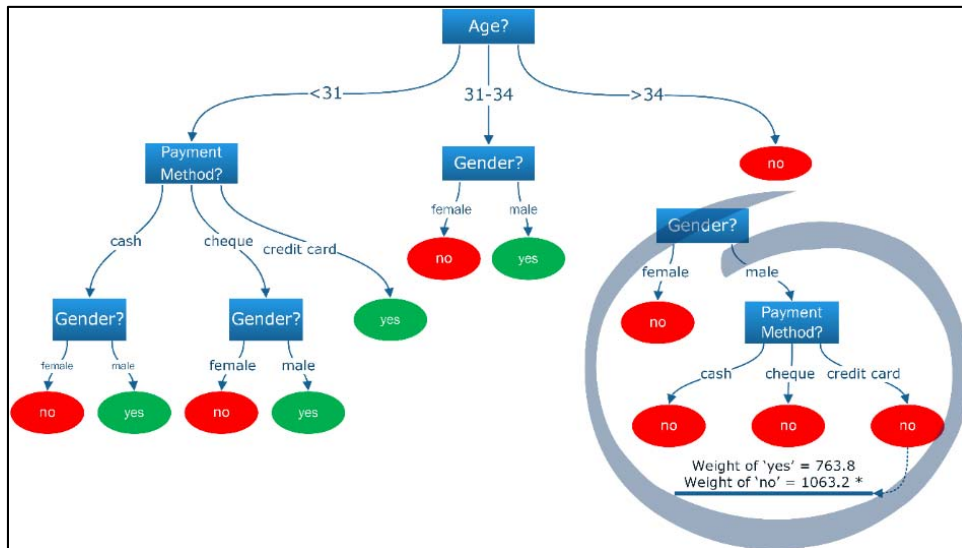 Age?
<31
31-34
>34
Payment
Method?
Gender?
no
female
male
no
yes
cash
cheque
credit card
Gender?
Gender?
yes
female
male
female
male
no
yes
no
yes
Gender?
female
male
no
Payment
Method?
cash
cheque
credit card
no
no
no
Weight of ‘yes’ = 763.8
Weight of ‘no’ = 1063.2 *